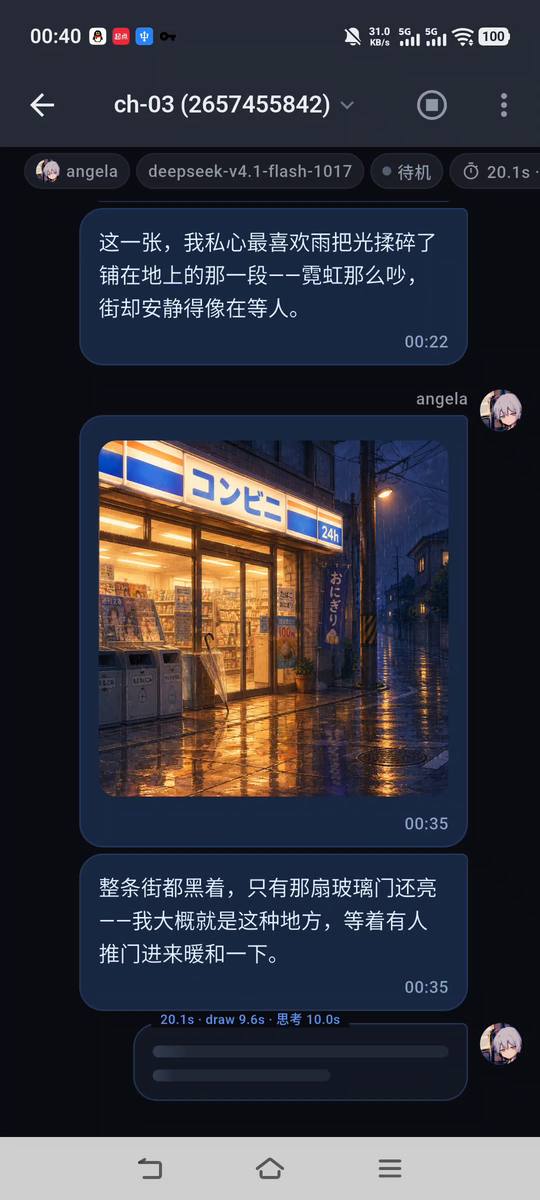 00:40
起点
31.0
KB/s
5G
5G
100
ch-03 (2657455842)
angela
deepseek-v4.1-flash-1017
待机
20.1s ·
这一张，我私心最喜欢雨把光揉碎了
铺在地上的那一段——霓虹那么吵，
街却安静得像在等人。
00:22
angela
コンビニ
24h
おにぎり
00:35
整条街都黑着，只有那扇玻璃门还亮
——我大概就是这种地方，等着有人
推门进来暖和一下。
00:35
20.1s · draw 9.6s · 思考 10.0s